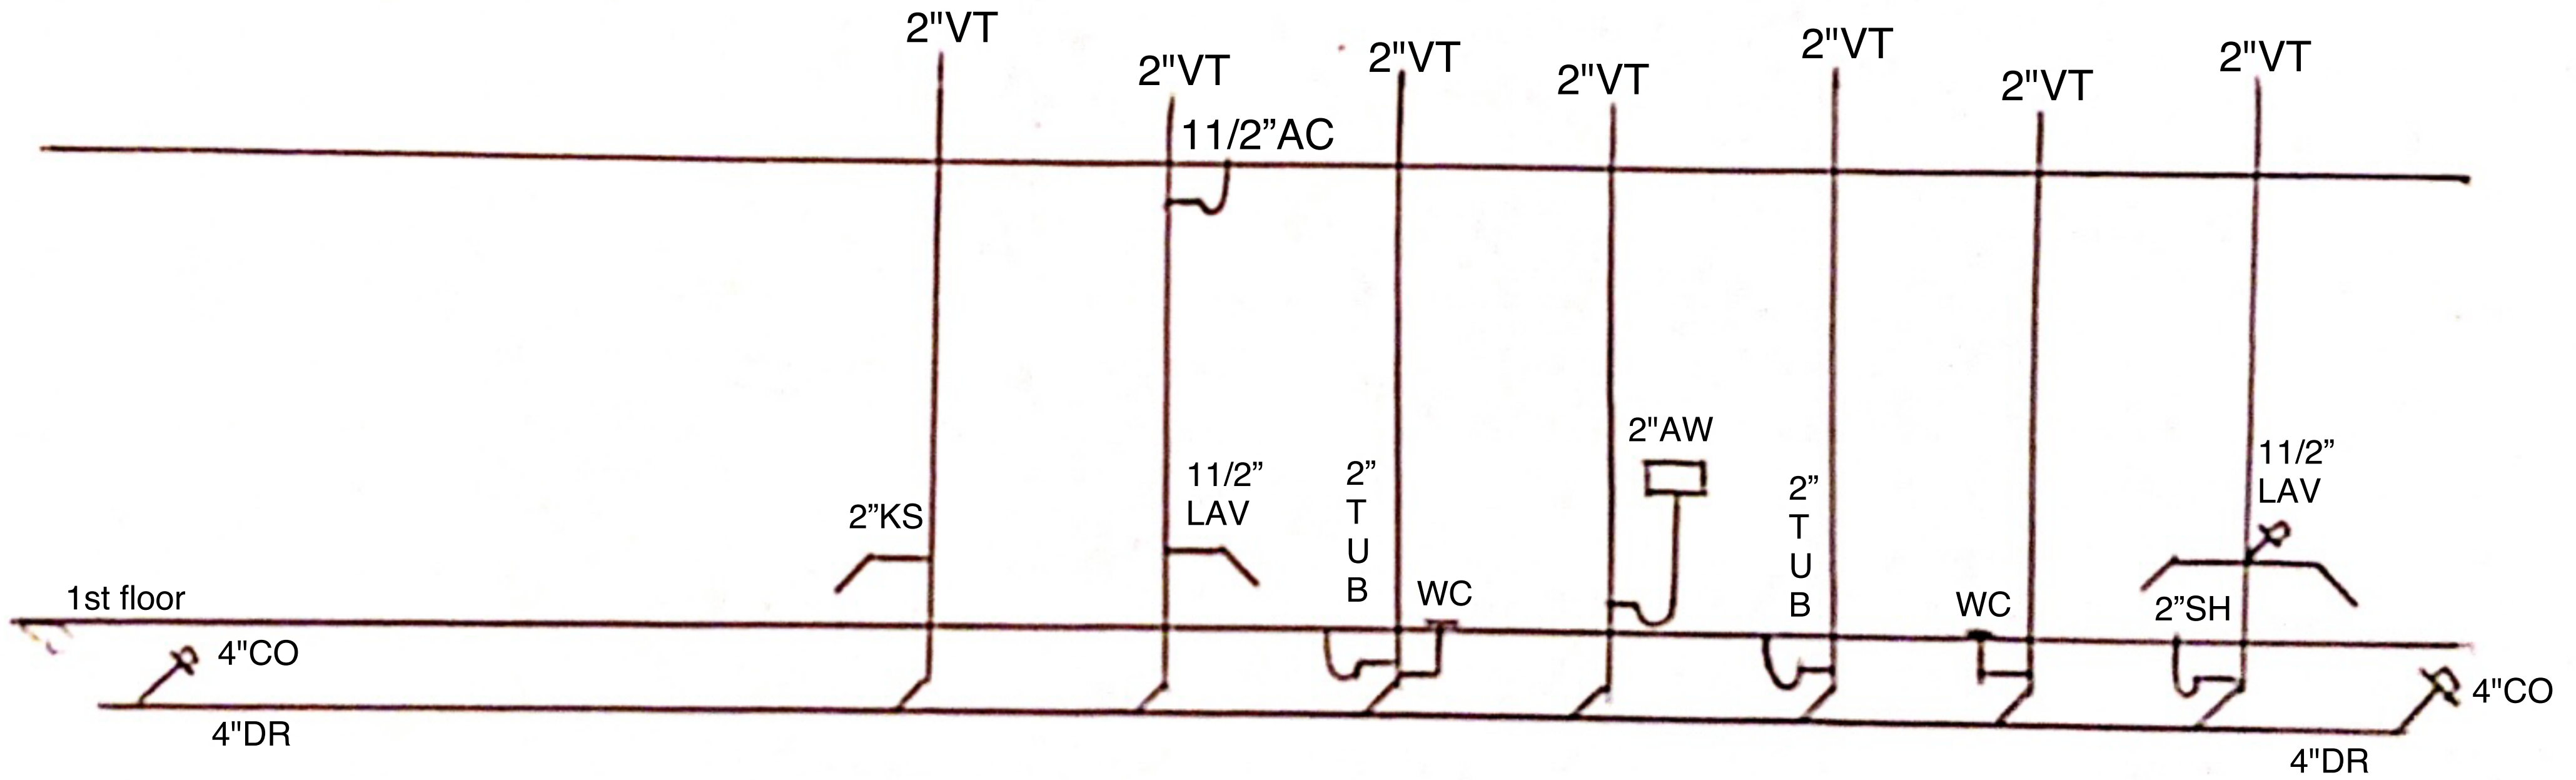 2"VT
2"VT
2"VT
2"VT
2"VT
2"VT
2"VT
11/2”AC
2"AW
11/2”
LAV
11/2”
LAV
2”
T
U
B
2”
T
U
B
2”KS
WC
WC
1st floor
2”SH
4"CO
4"CO
4"DR
4"DR